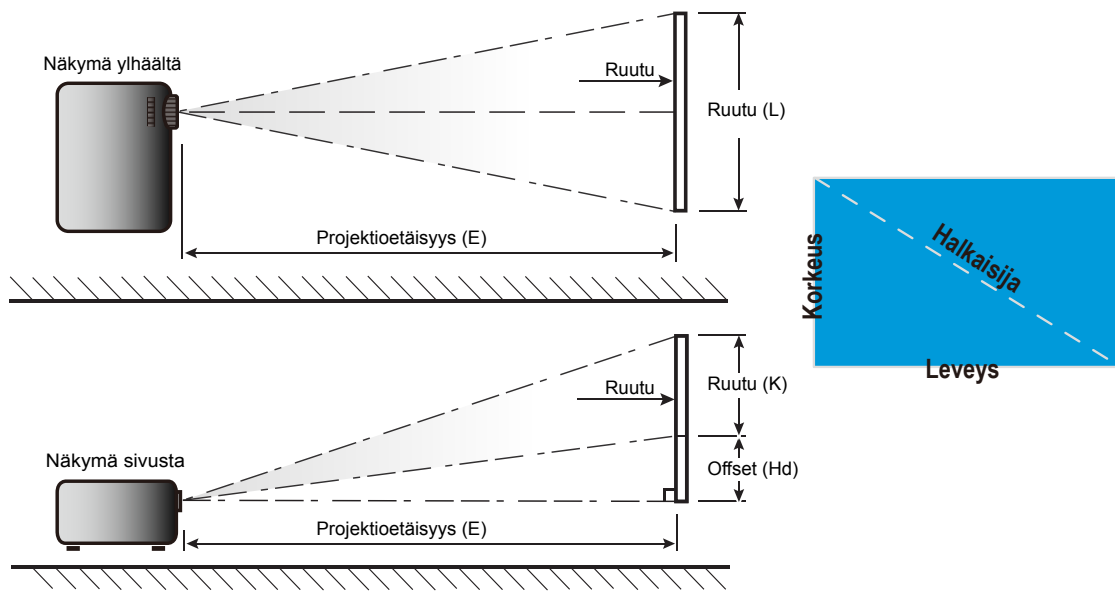 Näkymä ylhäältä
Ruutu
Ruutu (L)
Projektioetäisyys (E)
Korkeus
Halkaisija
Leveys
Ruutu
Ruutu (K)
Näkymä sivusta
Offset (Hd)
Projektioetäisyys (E)